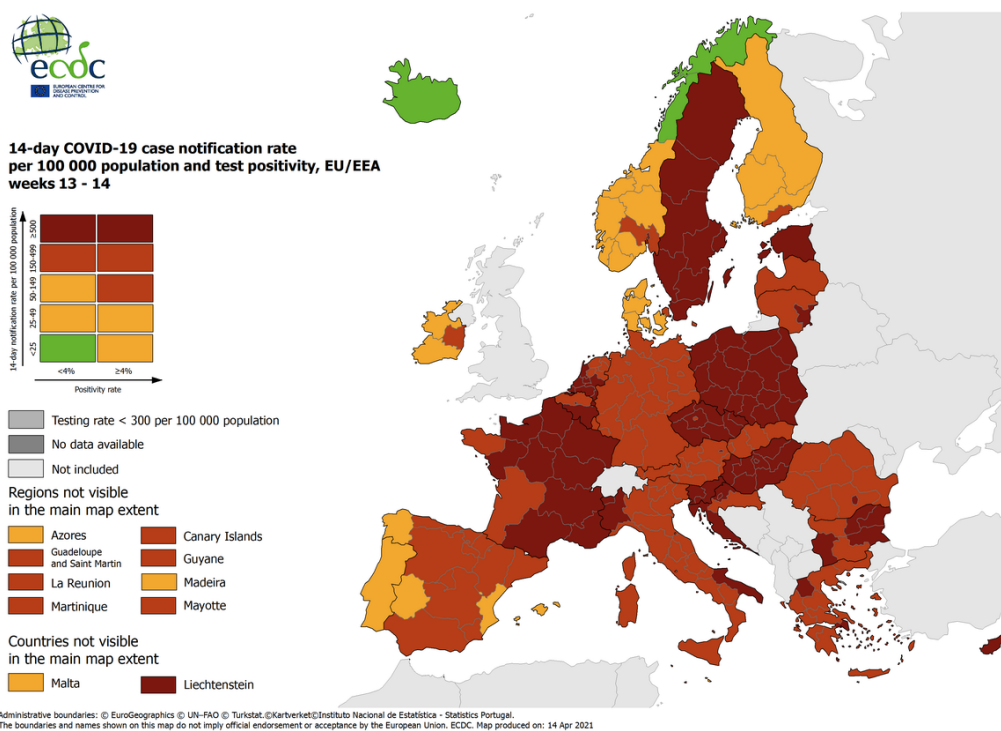 ecdc
EUROPEAN CENTRE FOR
DISEASE PREVENTION
AND CONTROL
14-day COVID-19 case notification rate
per 100 000 population and test positivity, EU/EEA
weeks 13 - 14
14-day notification rate per 100 000 population
≥500
150-499
50-149
25-49
<25
<4%
≥4%
Positivity rate
Testing rate < 300 per 100 000 population
No data available
Not included
Regions not visible
in the main map extent
Azores
Canary Islands
Guadeloupe
and Saint Martin
Guyane
La Reunion
Madeira
Martinique
Mayotte
Countries not visible
in the main map extent
Malta
Liechtenstein
Administrative boundaries: © EuroGeographics © UN–FAO © Turkstat.©Kartverket©Instituto Nacional de Estatística - Statistics Portugal.
The boundaries and names shown on this map do not imply official endorsement or acceptance by the European Union. ECDC. Map produced on: 14 Apr 2021